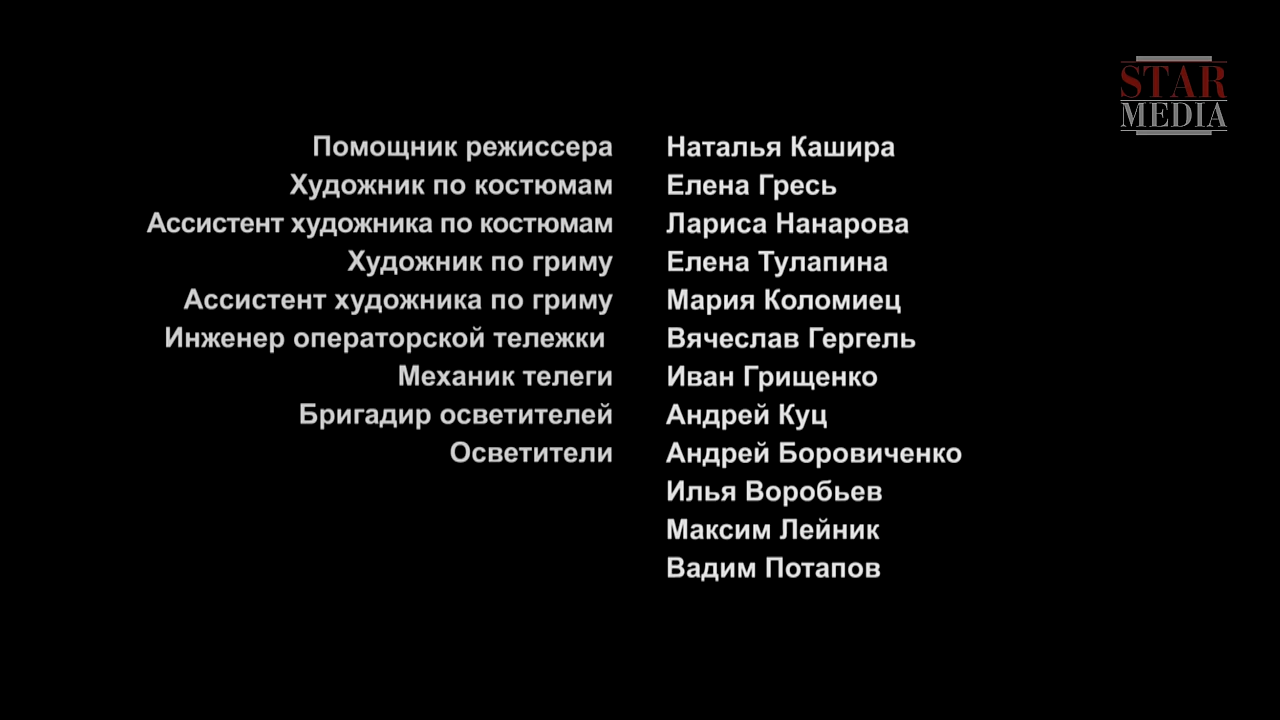 STAR
MEDIA
Помощник режиссера Наталья Кашира
Художник по костюмам Елена Гресь
Ассистент художника по костюмам Лариса Нанарова
Художник по гриму Елена Тулапина
Ассистент художника по гриму Мария Коломиец
Инженер операторской тележки Вячеслав Гергель
Механик телеги Иван Грищенко
Бригадир осветителей Андрей Куц
Осветители Андрей Боровиченко
Илья Воробьев
Максим Лейник
Вадим Потапов